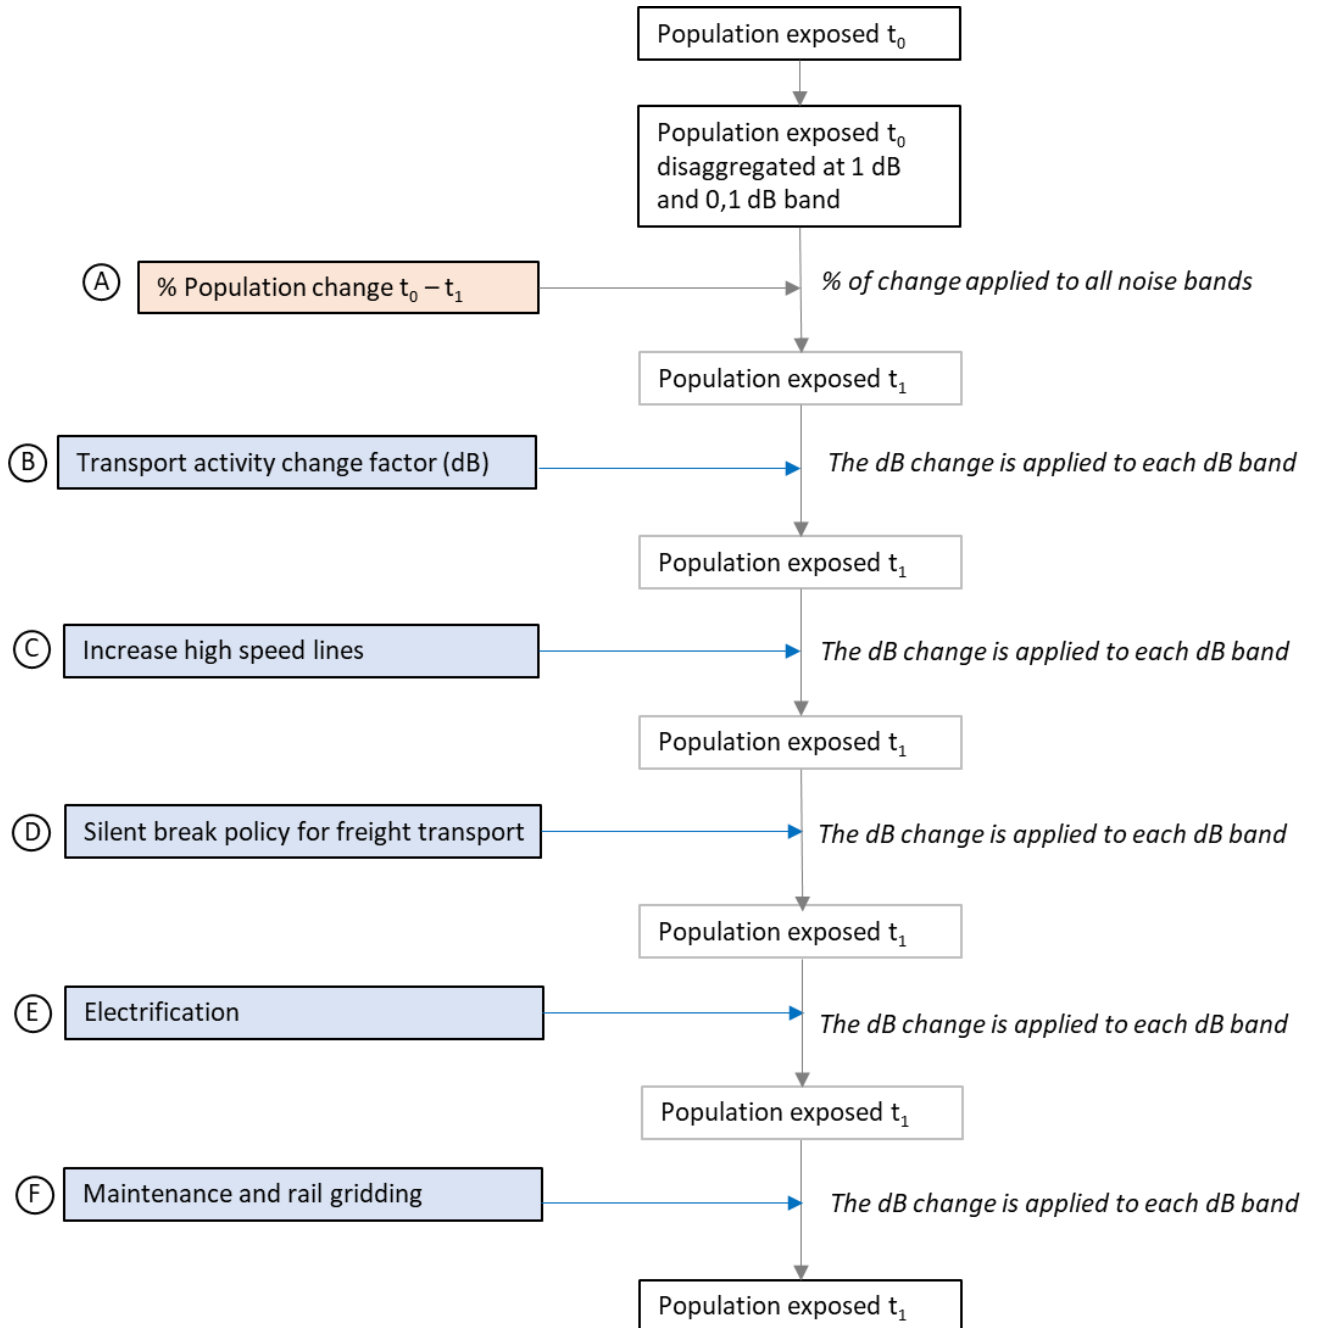 Population exposed t₀
Population exposed t₀
disaggregated at 1 dB
and 0,1 dB band
A
% Population change t₀ – t₁
% of change applied to all noise bands
Population exposed t₁
B
Transport activity change factor (dB)
The dB change is applied to each dB band
Population exposed t₁
C
Increase high speed lines
The dB change is applied to each dB band
Population exposed t₁
D
Silent break policy for freight transport
The dB change is applied to each dB band
Population exposed t₁
E
Electrification
The dB change is applied to each dB band
Population exposed t₁
F
Maintenance and rail gridding
The dB change is applied to each dB band
Population exposed t₁